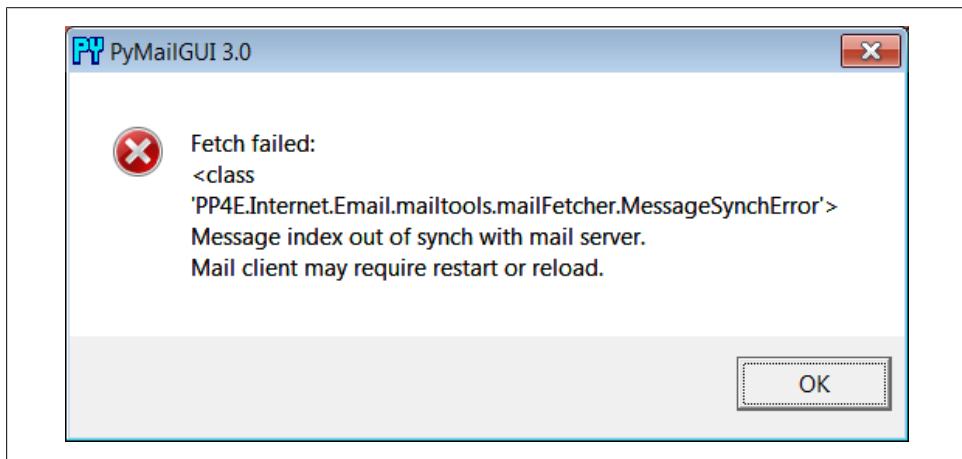 PY PyMailGUI 3.0
Fetch failed:
<class
'PP4E.Internet.Email.mailtools.mailFetcher.MessageSynchError'>
Message index out of synch with mail server.
Mail client may require restart or reload.
OK